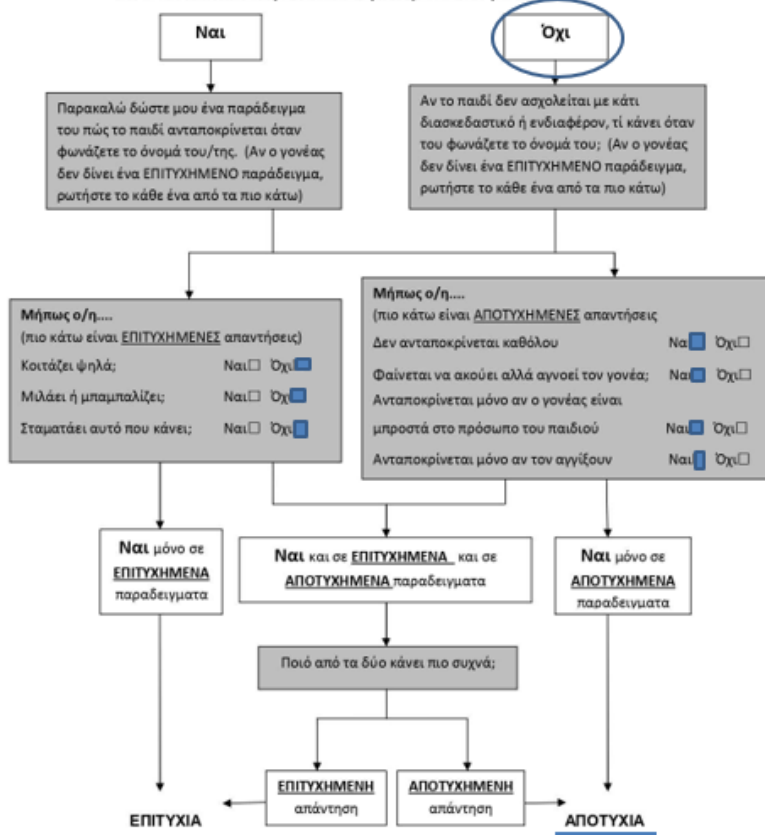 Ναι
Όχι
Παρακαλώ δώστε μου ένα παράδειγμα
του πώς το παιδί ανταποκρίνεται όταν
φωνάζετε το όνομά του/της. (Αν ο γονέας
δεν δίνει ένα ΕΠΙΤΥΧΗΜΕΝΟ παράδειγμα,
ρωτήστε το κάθε ένα από τα πιο κάτω)
Αν το παιδί δεν ασχολείται με κάτι
διασκεδαστικό ή ενδιαφέρον, τί κάνει όταν
του φωνάζετε το όνομά του; (Αν ο γονέας
δεν δίνει ένα ΕΠΙΤΥΧΗΜΕΝΟ παράδειγμα,
ρωτήστε το κάθε ένα από τα πιο κάτω)
Μήπως ο/η....
(πιο κάτω είναι ΕΠΙΤΥΧΗΜΕΝΕΣ απαντήσεις)
Κοιτάζει ψηλά; Ναι☐ Όχι
Μιλάει ή μπαμπαλίζει; Ναι☐ Όχι
Σταματάει αυτό που κάνει; Ναι☐ Όχι
Μήπως ο/η....
(πιο κάτω είναι ΑΠΟΤΥΧΗΜΕΝΕΣ απαντήσεις
Δεν ανταποκρίνεται καθόλου Ναι Όχι☐
Φαίνεται να ακούει αλλά αγνοεί τον γονέα; Ναι Όχι☐
Ανταποκρίνεται μόνο αν ο γονέας είναι
μπροστά στο πρόσωπο του παιδιού Ναι Όχι☐
Ανταποκρίνεται μόνο αν τον αγγίξουν Ναι Όχι☐
Ναι μόνο σε
ΕΠΙΤΥΧΗΜΕΝΑ
παραδειγματα
Ναι και σε ΕΠΙΤΥΧΗΜΕΝΑ και σε
ΑΠΟΤΥΧΗΜΕΝΑ παραδειγματα
Ναι μόνο σε
ΑΠΟΤΥΧΗΜΕΝΑ
παραδειγματα
Ποιό από τα δύο κάνει πιο συχνά;
ΕΠΙΤΥΧΗΜΕΝΗ
απάντηση
ΑΠΟΤΥΧΗΜΕΝΗ
απάντηση
ΕΠΙΤΥΧΙΑ
ΑΠΟΤΥΧΙΑ